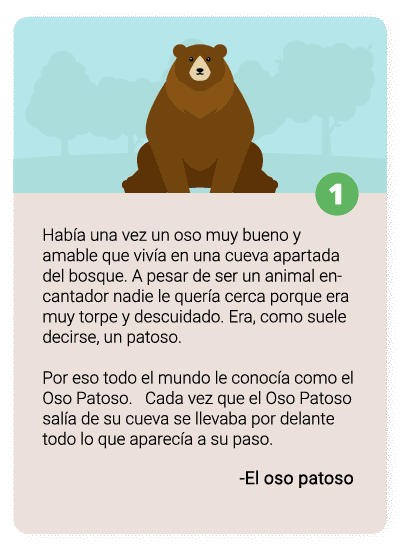 1
Había una vez un oso muy bueno y
amable que vivía en una cueva apartada
del bosque. A pesar de ser un animal en-
cantador nadie le quería cerca porque era
muy torpe y descuidado. Era, como suele
decirse, un patoso.
Por eso todo el mundo le conocía como el
Oso Patoso.   Cada vez que el Oso Patoso
salía de su cueva se llevaba por delante
todo lo que aparecía a su paso.
-El oso patoso